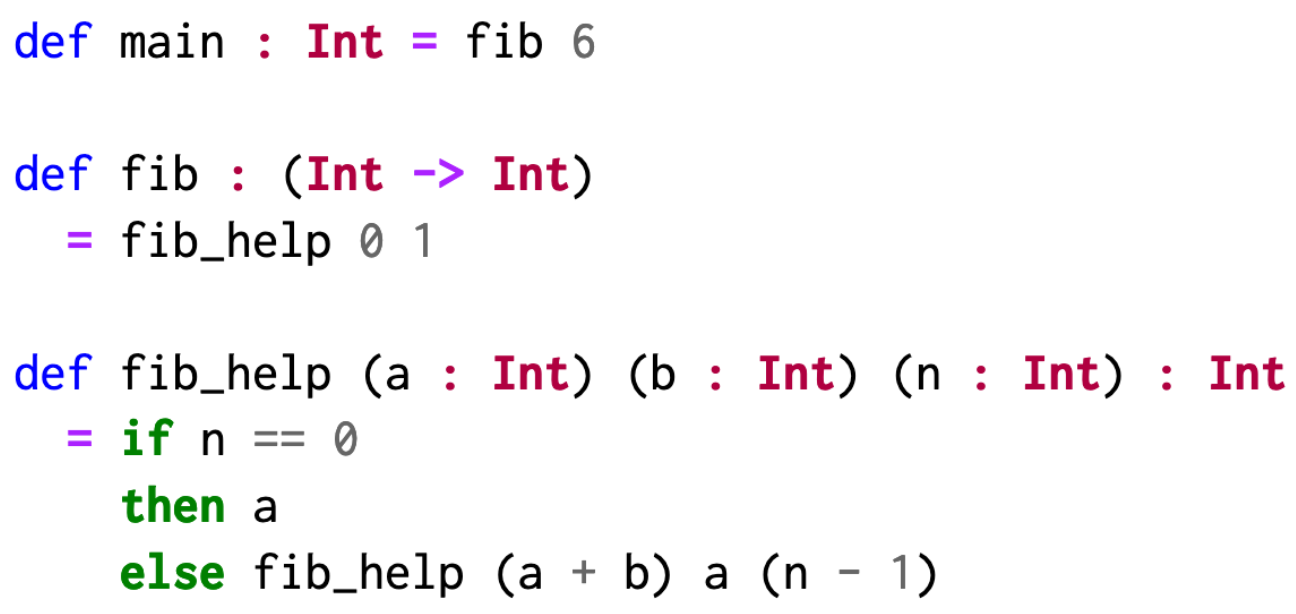 def main : Int = fib 6
def fib : (Int -> Int)
= fib_help 0 1
def fib_help (a : Int) (b : Int) (n : Int) : Int
= if n == 0
then a
else fib_help (a + b) a (n - 1)